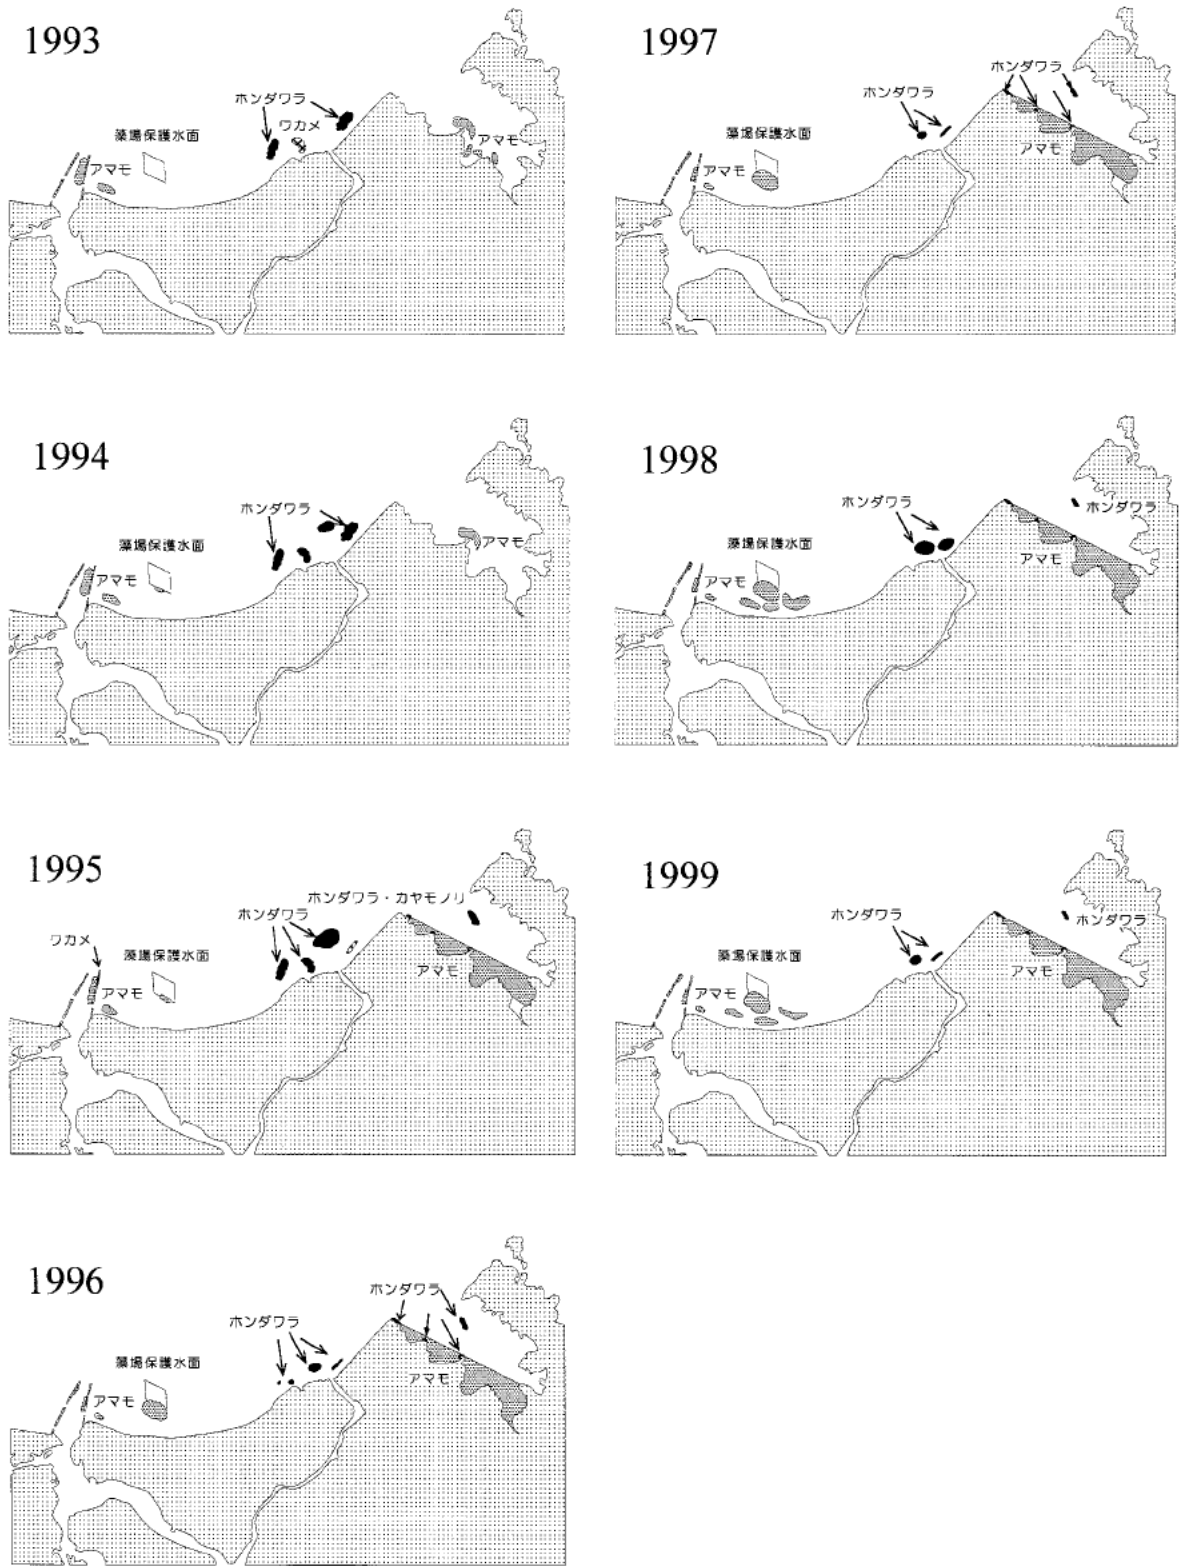 1993
ホンダワラ
ワカメ
藻場保護水面
アマモ
アマモ
1994
ホンダワラ
藻場保護水面
アマモ
アマモ
1995
ホンダワラ・カヤモノリ
ホンダワラ
ワカメ
藻場保護水面
アマモ
アマモ
1996
ホンダワラ
ホンダワラ
藻場保護水面
アマモ
アマモ
1997
ホンダワラ
ホンダワラ
藻場保護水面
アマモ
アマモ
1998
ホンダワラ
ホンダワラ
藻場保護水面
アマモ
アマモ
1999
ホンダワラ
ホンダワラ
藻場保護水面
アマモ
アマモ